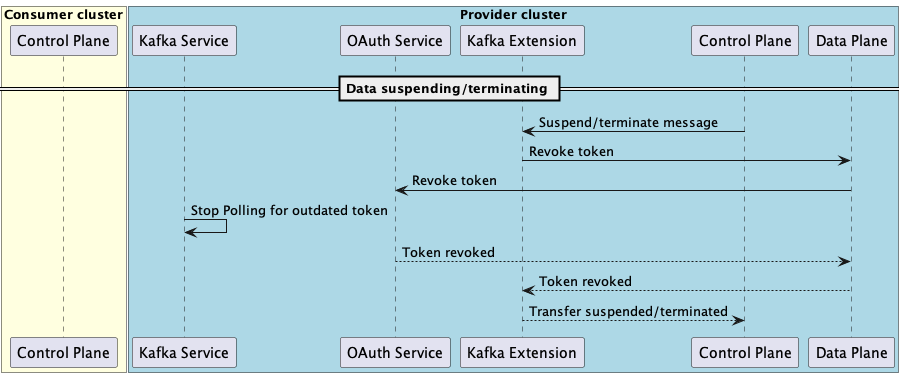 Consumer cluster
Provider cluster
Control Plane
Kafka Service
OAuth Service
Kafka Extension
Control Plane
Data Plane
Data suspending/terminating
Suspend/terminate message
Revoke token
Revoke token
Stop Polling for outdated token
Token revoked
Token revoked
Transfer suspended/terminated
Control Plane
Kafka Service
OAuth Service
Kafka Extension
Control Plane
Data Plane